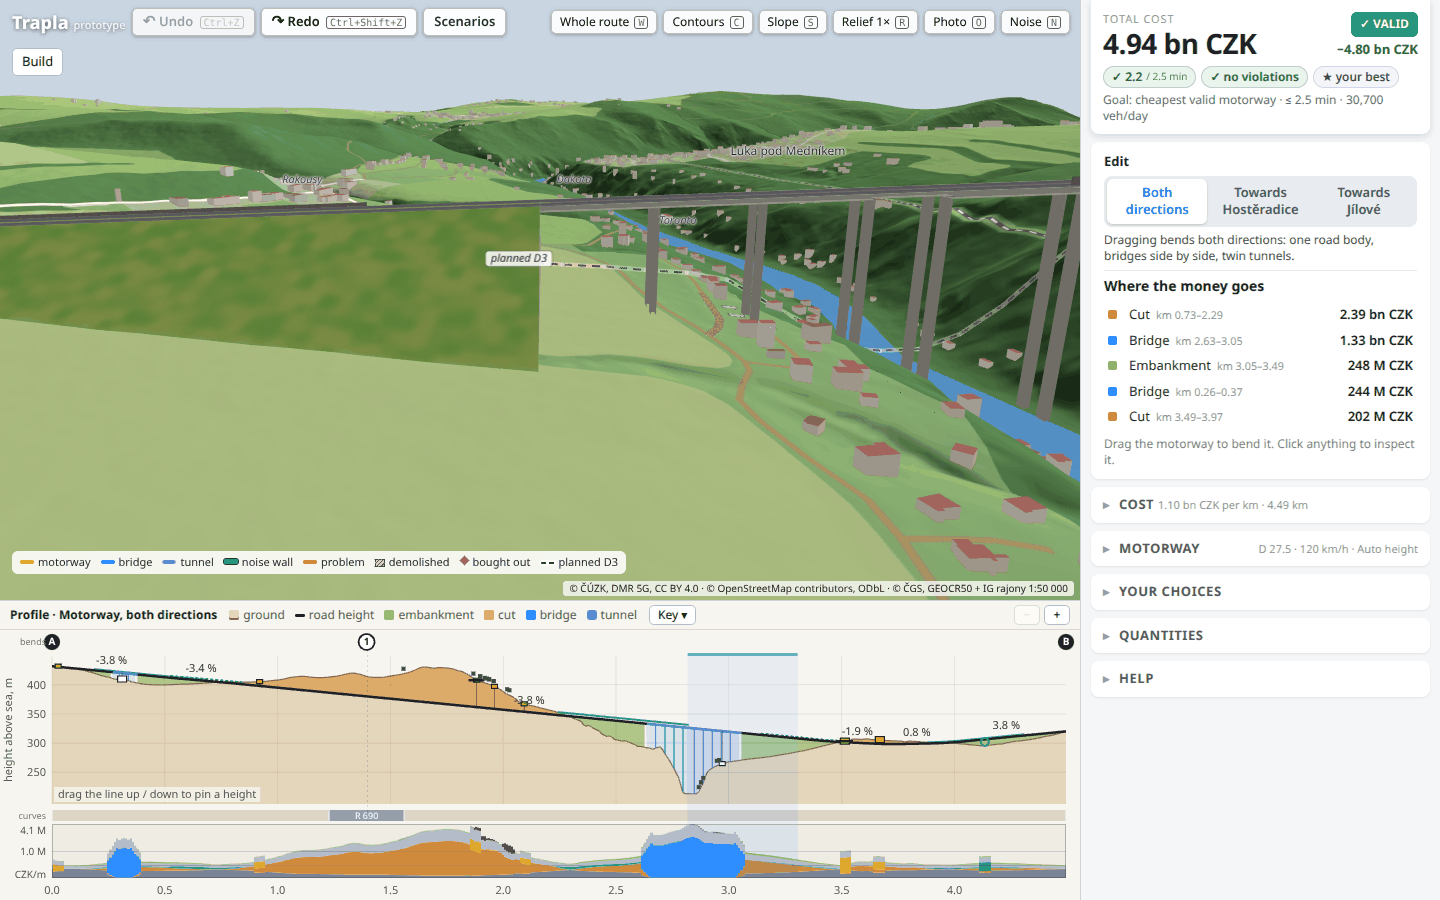 Trapla prototype
↶ Undo Ctrl+Z
↷ Redo Ctrl+Shift+Z
Scenarios
Whole route W
Contours C
Slope S
Relief 1× R
Photo O
Noise N
Build
Luka pod Medníkem
Rakousy
Dakota
Toronto
planned D3
motorway
bridge
tunnel
noise wall
problem
demolished
bought out
planned D3
© ČÚZK, DMR 5G, CC BY 4.0 · © OpenStreetMap contributors, ODbL · © ČGS, GEOCR50 + IG rajony 1:50 000
Profile · Motorway, both directions
ground
road height
embankment
cut
bridge
tunnel
Key ▾
−
+
bends
A
1
B
height above sea, m
400
350
300
250
-3.8 %
-3.4 %
-3.8 %
-1.9 %
0.8 %
3.8 %
drag the line up / down to pin a height
curves
R 690
4.1 M
1.0 M
CZK/m
0.0
0.5
1.0
1.5
2.0
2.5
3.0
3.5
4.0
TOTAL COST
✓ VALID
4.94 bn CZK
−4.80 bn CZK
✓ 2.2 / 2.5 min
✓ no violations
★ your best
Goal: cheapest valid motorway · ≤ 2.5 min · 30,700
veh/day
Edit
Both
directions
Towards
Hostěradice
Towards
Jílové
Dragging bends both directions: one road body,
bridges side by side, twin tunnels.
Where the money goes
Cut km 0.73–2.29 2.39 bn CZK
Bridge km 2.63–3.05 1.33 bn CZK
Embankment km 3.05–3.49 248 M CZK
Bridge km 0.26–0.37 244 M CZK
Cut km 3.49–3.97 202 M CZK
Drag the motorway to bend it. Click anything to inspect
it.
▸ COST 1.10 bn CZK per km · 4.49 km
▸ MOTORWAY D 27.5 · 120 km/h · Auto height
▸ YOUR CHOICES
▸ QUANTITIES
▸ HELP